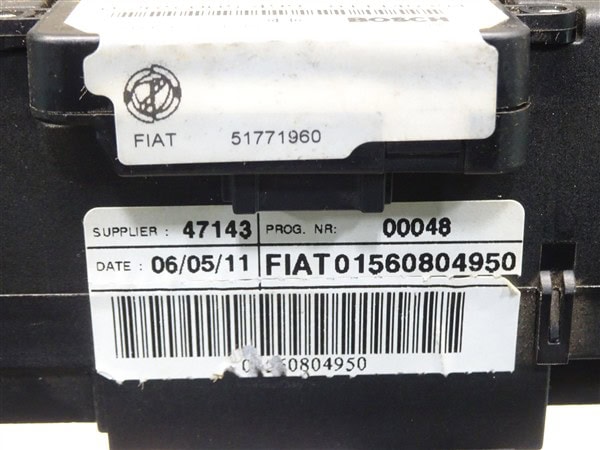 BOSCH
FIAT 51771960
SUPPLIER : 47143 PROG. NR: 00048
DATE : 06/05/11 FIAT 01560804950